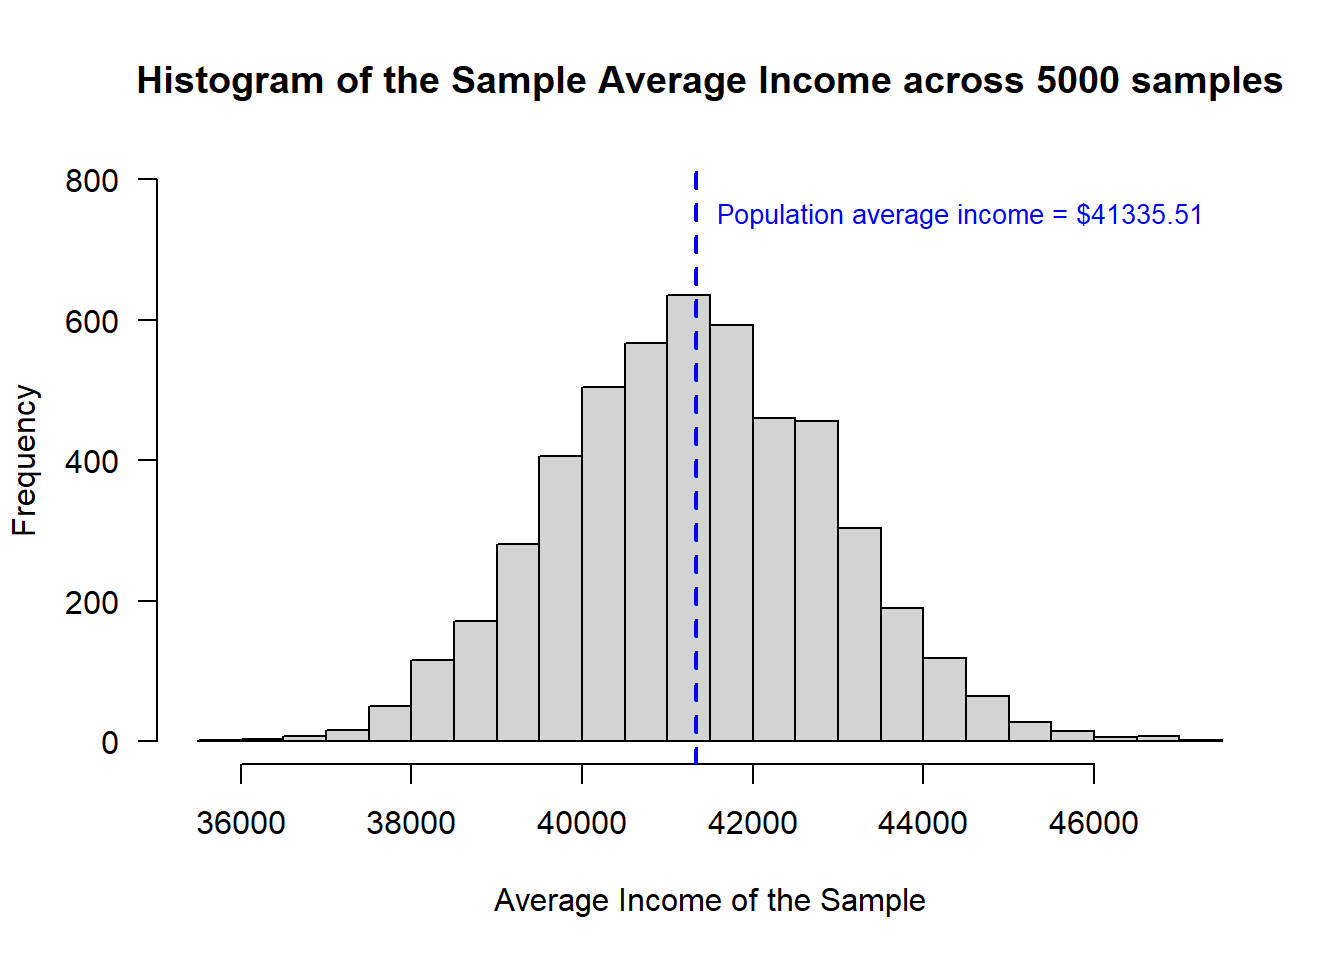 Histogram of the Sample Average Income across 5000 samples
800
Population average income = $41335.51
600
Frequency
400
200
0
36000 38000 40000 42000 44000 46000
Average Income of the Sample